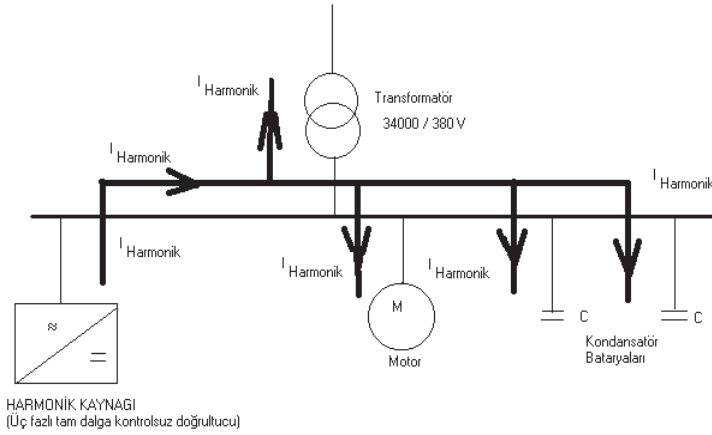 I Harmonik
Transformatör
34000 / 380 V
I Harmonik
I Harmonik
I Harmonik
I Harmonik
I Harmonik
≈
=
M
Motor
C
C
Kondansatör
Bataryaları
HARMONİK KAYNAGI
(Üç fazlı tam dalga kontrolsuz doğrultucu)